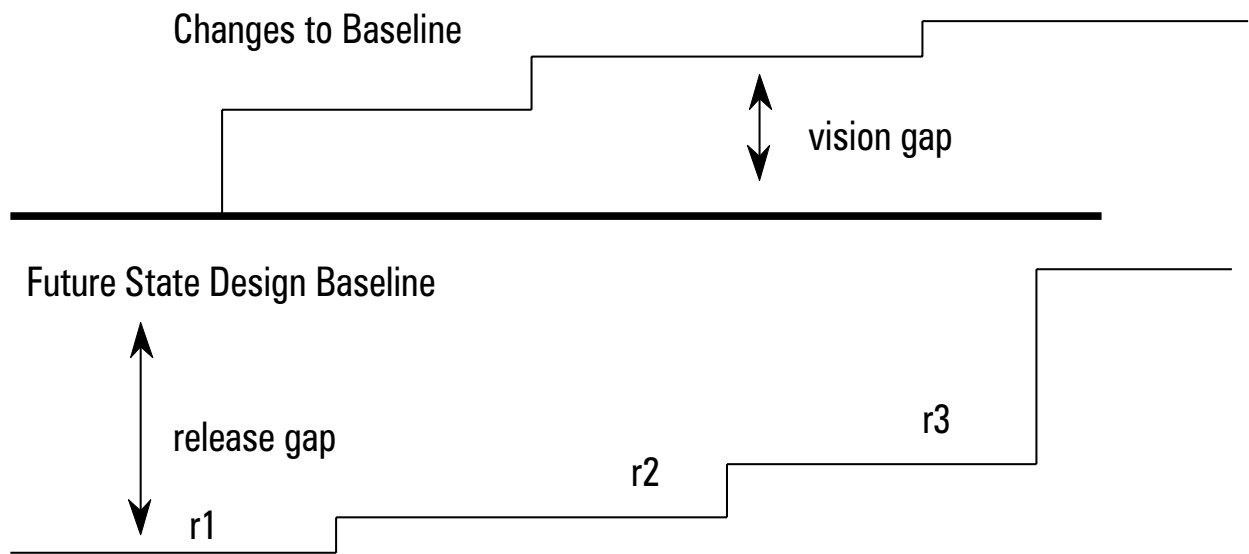 Changes to Baseline
vision gap
Future State Design Baseline
release gap
r3
r2
r1